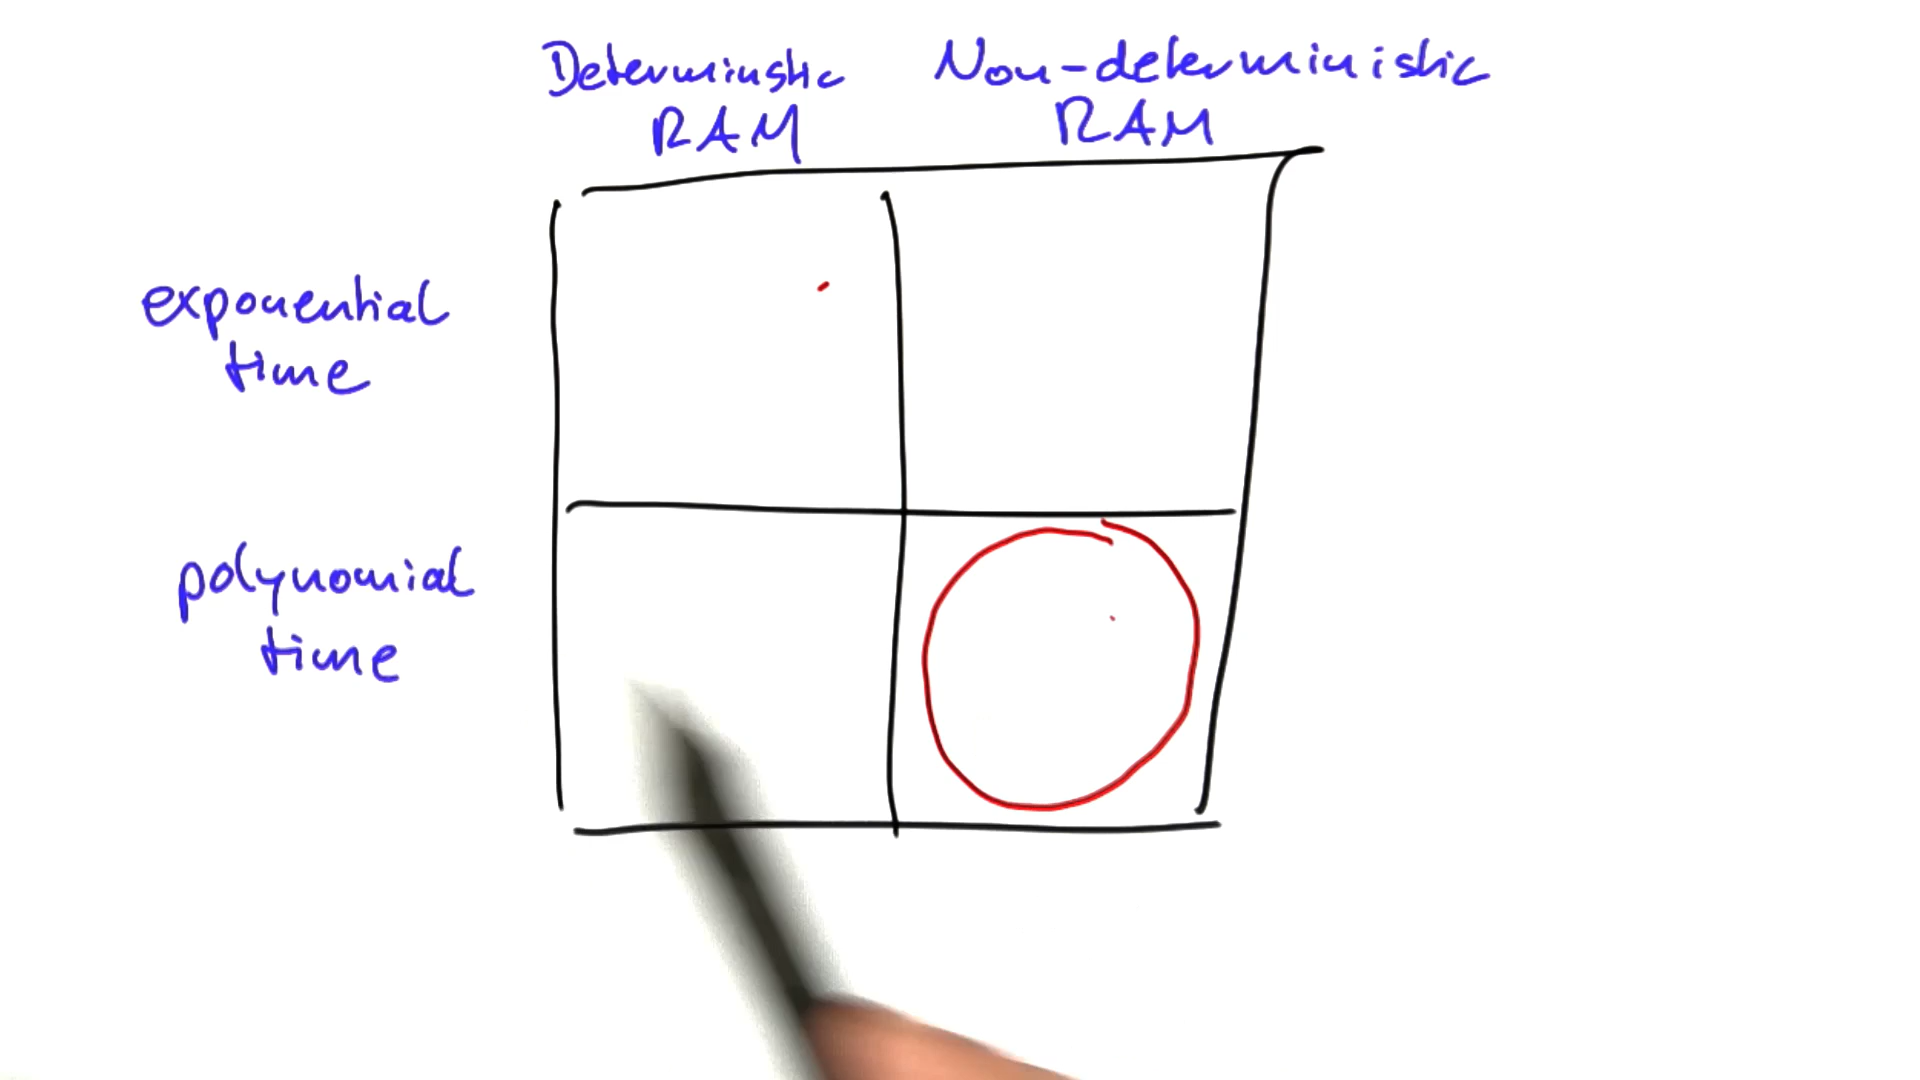 Deterministic Non-deterministic
RAM RAM
exponential
time
polynomial
time